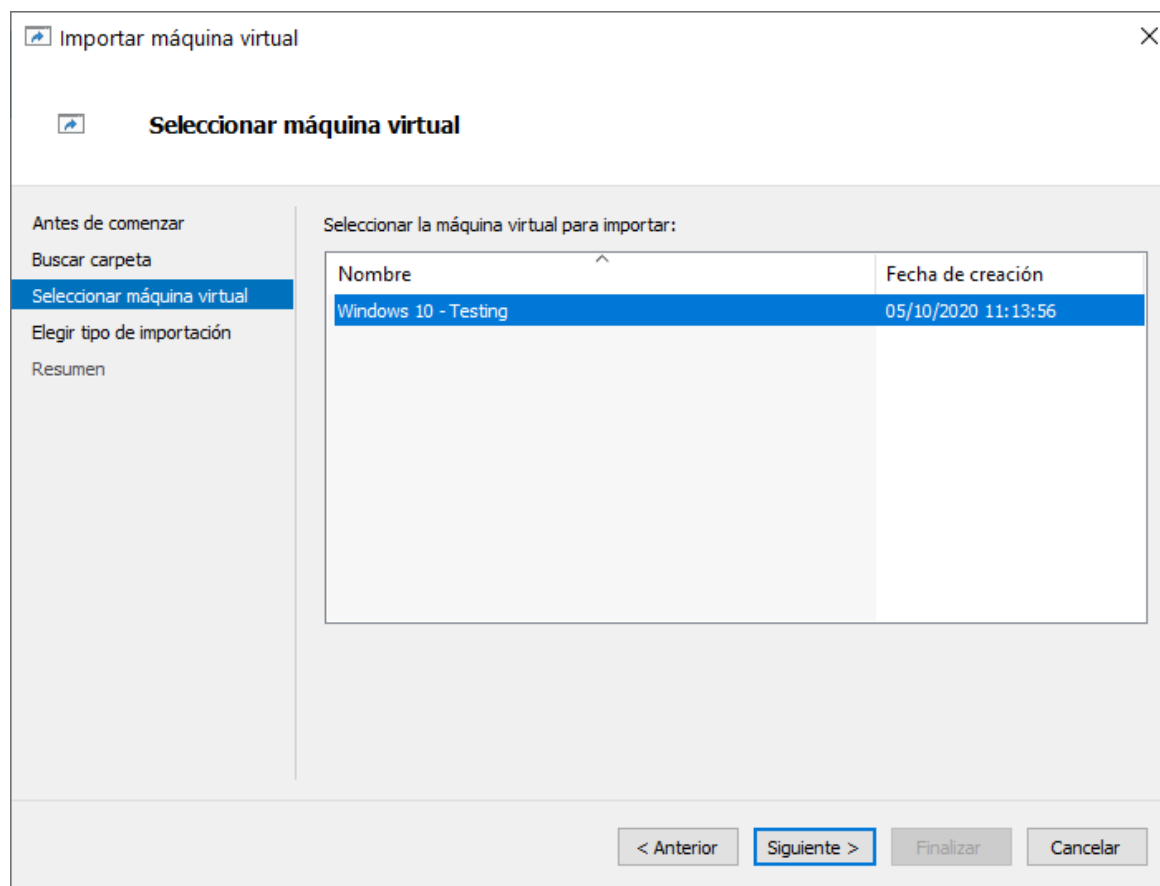 Importar máquina virtual
Seleccionar máquina virtual
Antes de comenzar
Buscar carpeta
Seleccionar máquina virtual
Elegir tipo de importación
Resumen
Seleccionar la máquina virtual para importar:
Nombre Fecha de creación
Windows 10 - Testing 05/10/2020 11:13:56
< Anterior Siguiente > Finalizar Cancelar